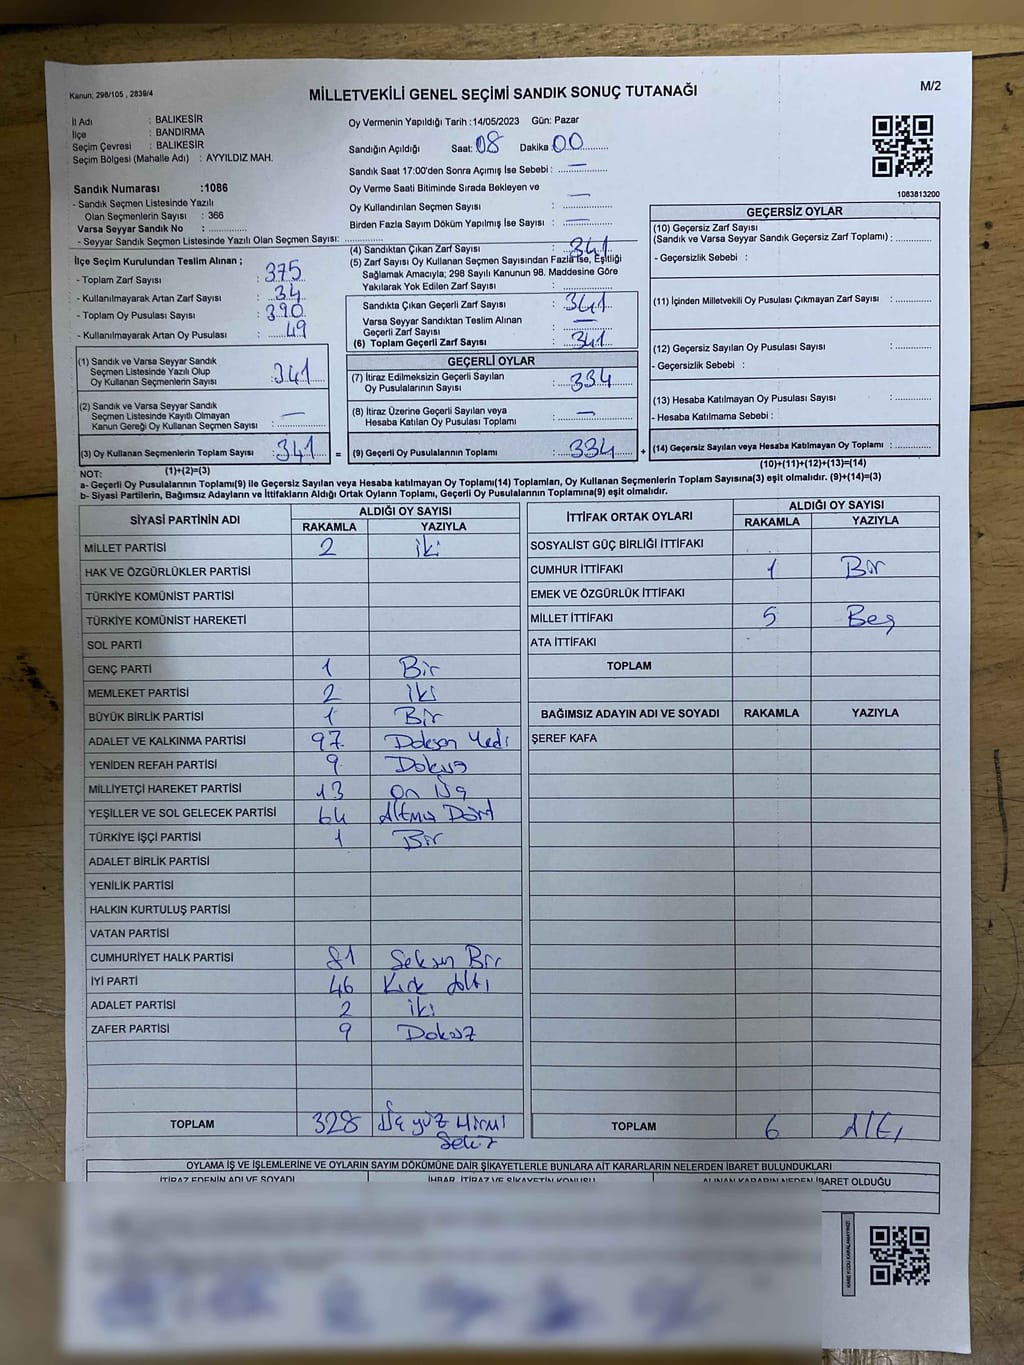 Kanun; 298/105 , 2839/4
MİLLETVEKİLİ GENEL SEÇİMİ SANDIK SONUÇ TUTANAĞI
M/2
İl Adı : BALIKESİR
İlçe : BANDIRMA
Seçim Çevresi : BALIKESİR
Seçim Bölgesi (Mahalle Adı) : AYYILDIZ MAH.
Sandık Numarası :1086
- Sandık Seçmen Listesinde Yazılı
Olan Seçmenlerin Sayısı : 366
Varsa Seyyar Sandık No : ..................
- Seyyar Sandık Seçmen Listesinde Yazılı Olan Seçmen Sayısı: ..................
Oy Vermenin Yapıldığı Tarih :14/05/2023 Gün: Pazar
Sandığın Açıldığı Saat: 08 Dakika 00
Sandık Saat 17:00'den Sonra Açımış İse Sebebi : —
Oy Verme Saati Bitiminde Sırada Bekleyen ve
Oy Kullandırılan Seçmen Sayısı : —
Birden Fazla Sayım Döküm Yapılmış İse Sayısı : —
1083813200
İlçe Seçim Kurulundan Teslim Alınan ;
- Toplam Zarf Sayısı : 375
- Kullanılmayarak Artan Zarf Sayısı : 34
- Toplam Oy Pusulası Sayısı : 390
- Kullanılmayarak Artan Oy Pusulası : 49
(1) Sandık ve Varsa Seyyar Sandık
Seçmen Listesinde Yazılı Olup
Oy Kullanan Seçmenlerin Sayısı : 341
(2) Sandık ve Varsa Seyyar Sandık
Seçmen Listesinde Kayıtlı Olmayan
Kanun Gereği Oy Kullanan Seçmen Sayısı : —
(3) Oy Kullanan Seçmenlerin Toplam Sayısı : 341 =
(1)+(2)=(3)
(4) Sandıktan Çıkan Zarf Sayısı : 341
(5) Zarf Sayısı Oy Kullanan Seçmen Sayısından Fazla İse, Eşitliği
Sağlamak Amacıyla; 298 Sayılı Kanunun 98. Maddesine Göre
Yakılarak Yok Edilen Zarf Sayısı : ..................
Sandıkta Çıkan Geçerli Zarf Sayısı : 341
Varsa Seyyar Sandıktan Teslim Alınan
Geçerli Zarf Sayısı : —
(6) Toplam Geçerli Zarf Sayısı : 341
GEÇERLİ OYLAR
(7) İtiraz Edilmeksizin Geçerli Sayılan
Oy Pusulalarının Sayısı : 334
(8) İtiraz Üzerine Geçerli Sayılan veya
Hesaba Katılan Oy Pusulası Toplamı : —
(9) Geçerli Oy Pusulalarının Toplamı : 334 +
GEÇERSİZ OYLAR
(10) Geçersiz Zarf Sayısı
(Sandık ve Varsa Seyyar Sandık Geçersiz Zarf Toplamı) : ............
- Geçersizlik Sebebi :
(11) İçinden Milletvekili Oy Pusulası Çıkmayan Zarf Sayısı : ............
(12) Geçersiz Sayılan Oy Pusulası Sayısı : ............
- Geçersizlik Sebebi :
(13) Hesaba Katılmayan Oy Pusulası Sayısı : ............
- Hesaba Katılmama Sebebi :
(14) Geçersiz Sayılan veya Hesaba Katılmayan Oy Toplamı : ............
(10)+(11)+(12)+(13)=(14)
NOT:
a- Geçerli Oy Pusulalarının Toplamı(9) ile Geçersiz Sayılan veya Hesaba katılmayan Oy Toplamı(14) Toplamları, Oy Kullanan Seçmenlerin Toplam Sayısına(3) eşit olmalıdır. (9)+(14)=(3)
b- Siyasi Partilerin, Bağımsız Adayların ve İttifakların Aldığı Ortak Oyların Toplamı, Geçerli Oy Pusulalarının Toplamına(9) eşit olmalıdır.
SİYASİ PARTİNİN ADI ALDIĞI OY SAYISI
RAKAMLA YAZIYLA
MİLLET PARTİSİ 2 iki
HAK VE ÖZGÜRLÜKLER PARTİSİ
TÜRKİYE KOMÜNİST PARTİSİ
TÜRKİYE KOMÜNİST HAREKETİ
SOL PARTİ
GENÇ PARTİ 1 Bir
MEMLEKET PARTİSİ 2 iki
BÜYÜK BİRLİK PARTİSİ 1 Bir
ADALET VE KALKINMA PARTİSİ 97 Doksan Yedi
YENİDEN REFAH PARTİSİ 9 Dokuz
MİLLİYETÇİ HAREKET PARTİSİ 13 on Üç
YEŞİLLER VE SOL GELECEK PARTİSİ 64 Altmış Dört
TÜRKİYE İŞÇİ PARTİSİ 1 Bir
ADALET BİRLİK PARTİSİ
YENİLİK PARTİSİ
HALKIN KURTULUŞ PARTİSİ
VATAN PARTİSİ
CUMHURİYET HALK PARTİSİ 81 Seksen Bir
İYİ PARTİ 46 Kırk Altı
ADALET PARTİSİ 2 iki
ZAFER PARTİSİ 9 Dokuz
TOPLAM 328 Üç yüz Yirmi
Sekiz
İTTİFAK ORTAK OYLARI ALDIĞI OY SAYISI
RAKAMLA YAZIYLA
SOSYALİST GÜÇ BİRLİĞİ İTTİFAKI
CUMHUR İTTİFAKI 1 Bir
EMEK VE ÖZGÜRLÜK İTTİFAKI
MİLLET İTTİFAKI 5 Beş
ATA İTTİFAKI
TOPLAM
BAĞIMSIZ ADAYIN ADI VE SOYADI RAKAMLA YAZIYLA
ŞEREF KAFA
TOPLAM 6 Altı
OYLAMA İŞ VE İŞLEMLERİNE VE OYLARIN SAYIM DÖKÜMÜNE DAİR ŞİKAYETLERLE BUNLARA AİT KARARLARIN NELERDEN İBARET BULUNDUKLARI
İTİRAZ EDENİN ADI VE SOYADI İHBAR, İTİRAZ VE ŞİKAYETİN KONUSU ALINAN KARARIN NEDEN İBARET OLDUĞU
KARE KODU KARALAMAYINIZ!